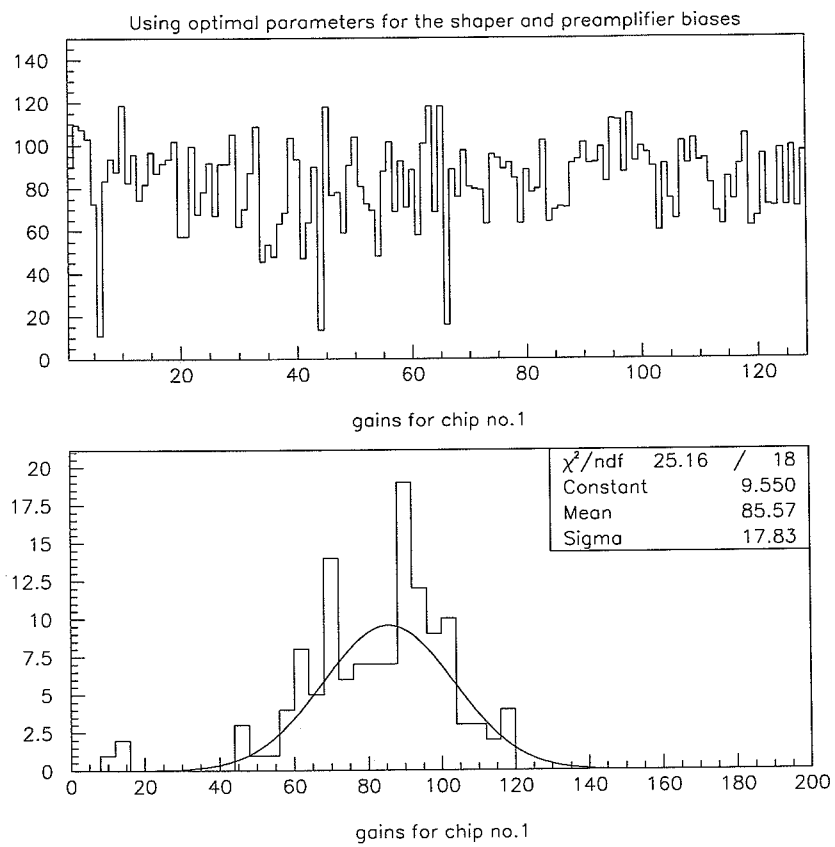 Using optimal parameters for the shaper and preamplifier biases
140
120
100
80
60
40
20
0
20 40 60 80 100 120
gains for chip no.1
20
17.5
15
12.5
10
7.5
5
2.5
0
χ²/ndf 25.16 / 18
Constant 9.550
Mean 85.57
Sigma 17.83
0 20 40 60 80 100 120 140 160 180 200
gains for chip no.1